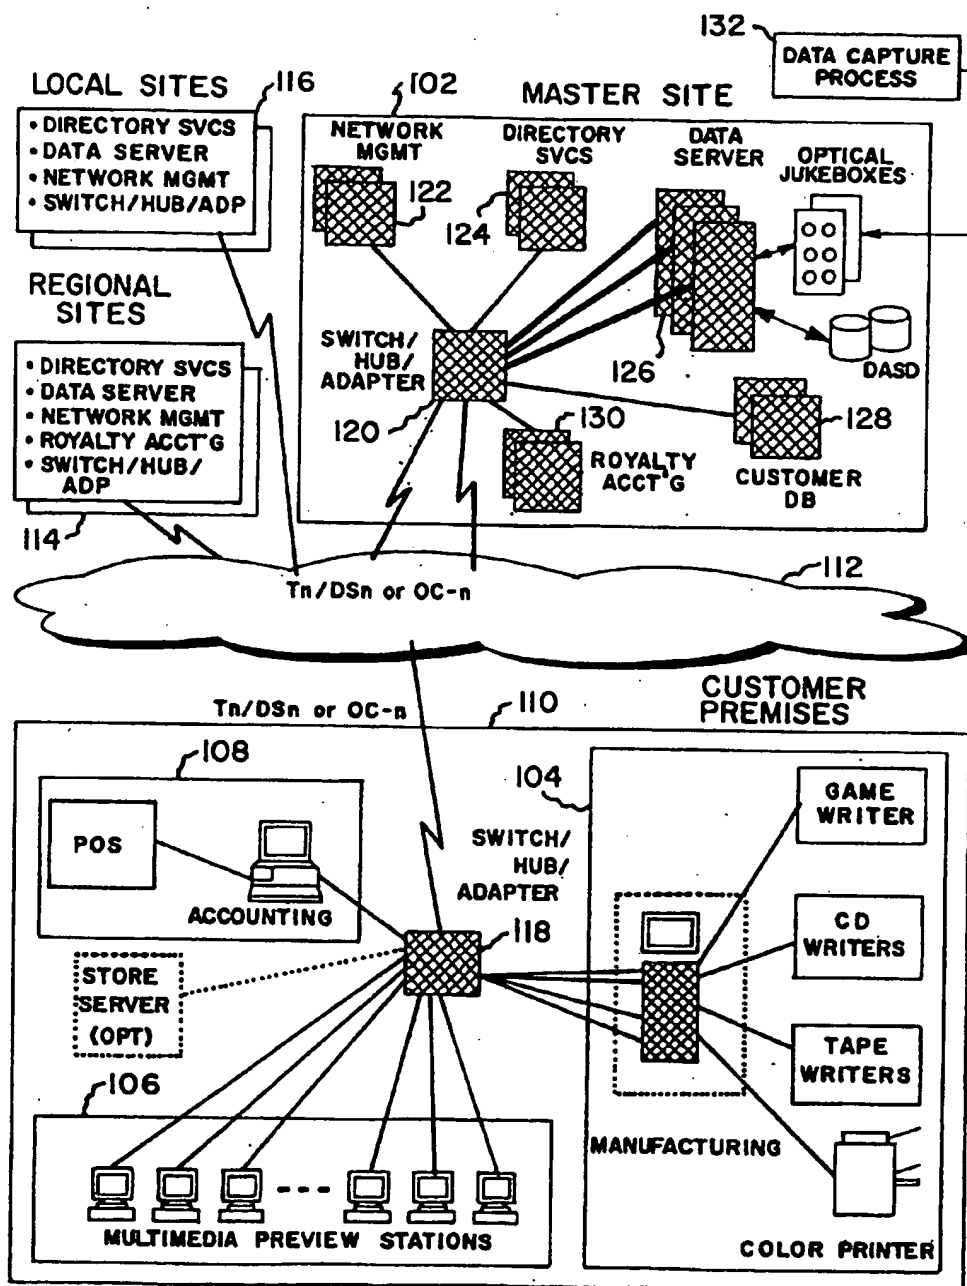 132
DATA CAPTURE
PROCESS
LOCAL SITES
116
• DIRECTORY SVCS
• DATA SERVER
• NETWORK MGMT
• SWITCH/HUB/ADP
102
MASTER SITE
NETWORK
MGMT
122
DIRECTORY
SVCS
124
DATA
SERVER
126
OPTICAL
JUKEBOXES
DASD
REGIONAL
SITES
• DIRECTORY SVCS
• DATA SERVER
• NETWORK MGMT
• ROYALTY ACCT'G
• SWITCH/HUB/
ADP
114
SWITCH/
HUB/
ADAPTER
120
130
ROYALTY
ACCT'G
128
CUSTOMER
DB
112
Tn/DSn or OC-n
Tn/DSn or OC-n
110
CUSTOMER
PREMISES
108
POS
ACCOUNTING
SWITCH/
HUB/
ADAPTER
118
STORE
SERVER
(OPT)
106
MULTIMEDIA PREVIEW STATIONS
104
GAME
WRITER
CD
WRITERS
TAPE
WRITERS
MANUFACTURING
COLOR PRINTER